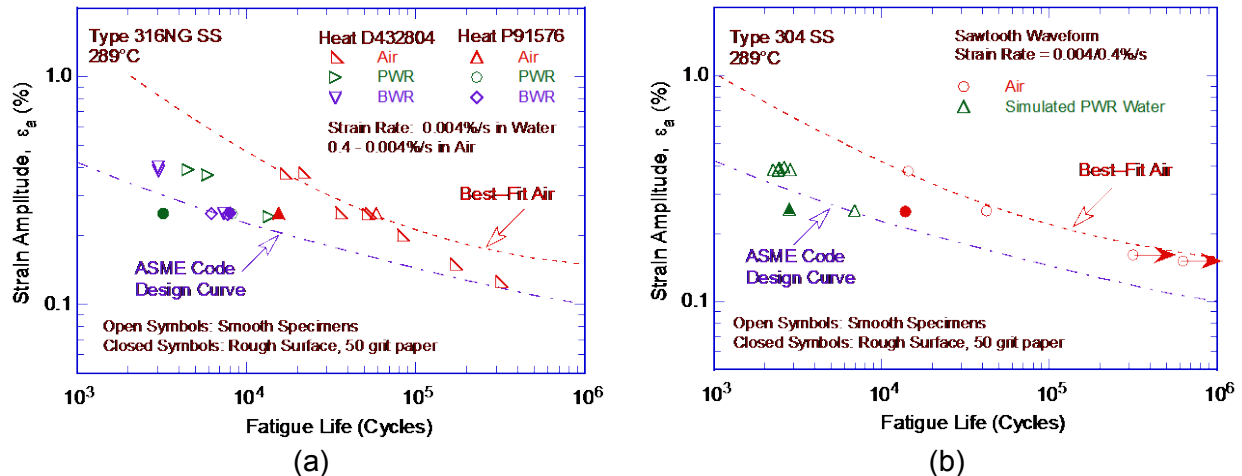 Type 316NG SS
289°C
Heat D432804
Heat P91576
Air
Air
PWR
PWR
BWR
BWR
Strain Rate: 0.004%/s in Water
0.4 - 0.004%/s in Air
Best–Fit Air
ASME Code
Design Curve
Open Symbols: Smooth Specimens
Closed Symbols: Rough Surface, 50 grit paper
Strain Amplitude, εa (%)
1.0
0.1
10³
10⁴
10⁵
10⁶
Fatigue Life (Cycles)
(a)
Type 304 SS
289°C
Sawtooth Waveform
Strain Rate = 0.004/0.4%/s
Air
Simulated PWR Water
Best–Fit Air
ASME Code
Design Curve
Open Symbols: Smooth Specimens
Closed Symbols: Rough Surface, 50 grit paper
Strain Amplitude, εa (%)
1.0
0.1
10³
10⁴
10⁵
10⁶
Fatigue Life (Cycles)
(b)